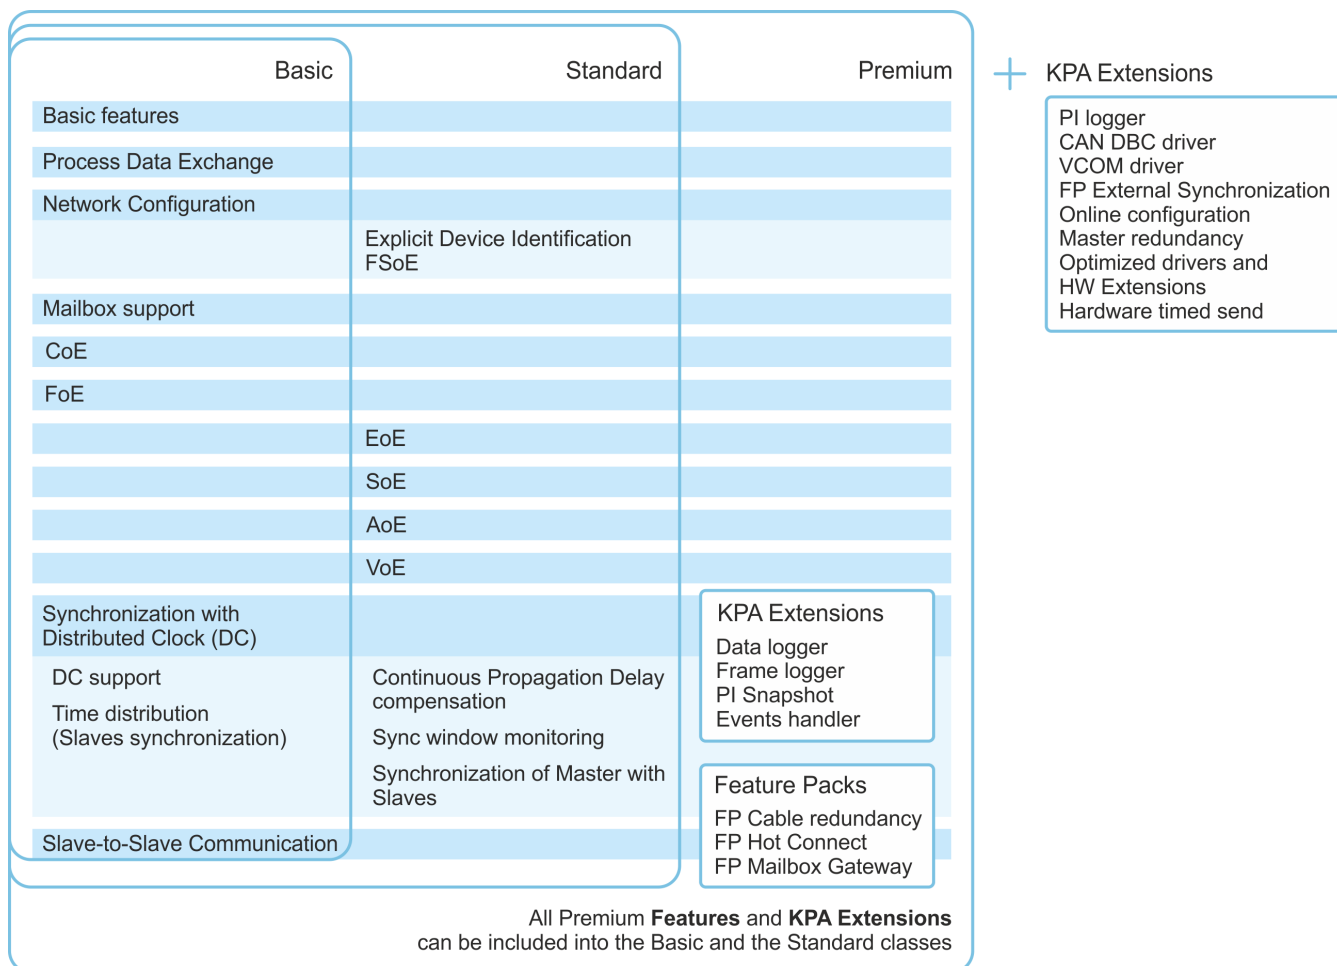 Basic
Standard
Premium
KPA Extensions
Basic features
Process Data Exchange
Network Configuration
Explicit Device Identification
FSoE
Mailbox support
CoE
FoE
EoE
SoE
AoE
VoE
Synchronization with
Distributed Clock (DC)
DC support
Time distribution
(Slaves synchronization)
Continuous Propagation Delay
compensation
Sync window monitoring
Synchronization of Master with
Slaves
Slave-to-Slave Communication
KPA Extensions
Data logger
Frame logger
PI Snapshot
Events handler
Feature Packs
FP Cable redundancy
FP Hot Connect
FP Mailbox Gateway
All Premium Features and KPA Extensions
can be included into the Basic and the Standard classes
PI logger
CAN DBC driver
VCOM driver
FP External Synchronization
Online configuration
Master redundancy
Optimized drivers and
HW Extensions
Hardware timed send